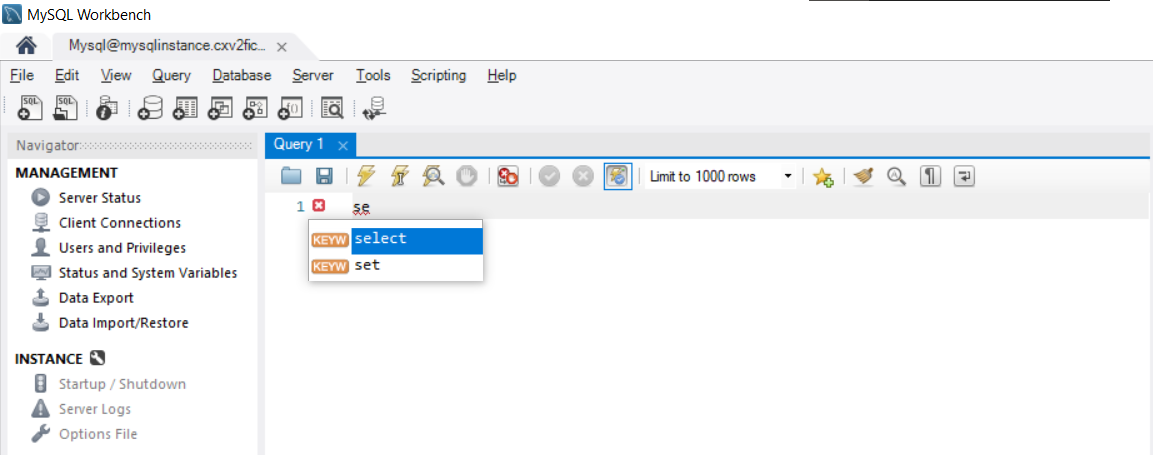 MySQL Workbench
Mysql@mysqlinstance.cxv2fic...
File Edit View Query Database Server Tools Scripting Help
SQL SQL
Navigator
Query 1
MANAGEMENT
Limit to 1000 rows
Server Status
1 se
Client Connections
KEYW select
Users and Privileges
KEYW set
Status and System Variables
Data Export
Data Import/Restore
INSTANCE
Startup / Shutdown
Server Logs
Options File